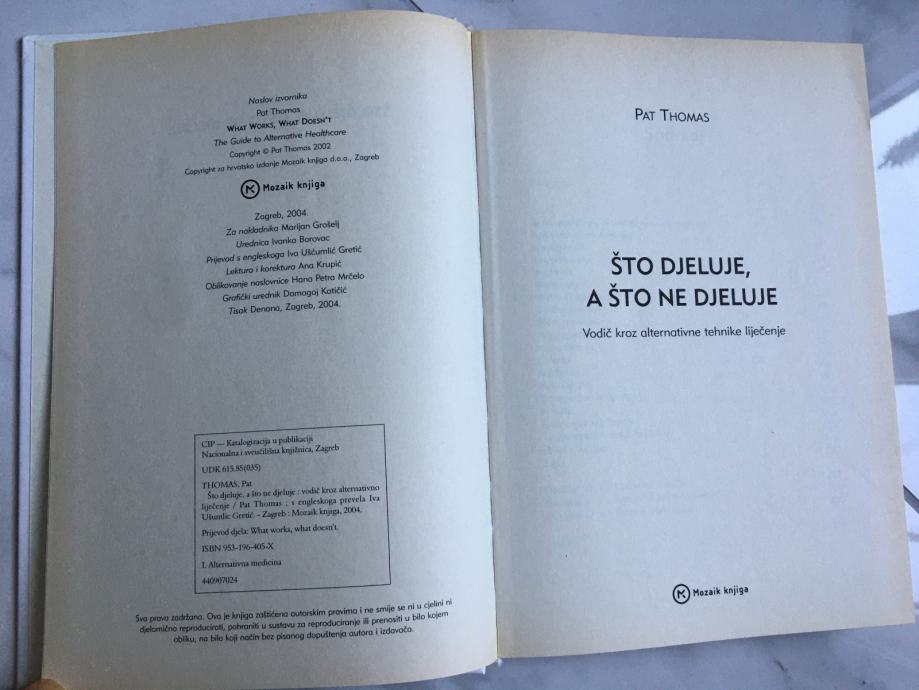 Naslov izvornika
Pat Thomas
WHAT WORKS, WHAT DOESN'T
The Guide to Alternative Healthcare
Copyright © Pat Thomas 2002
Copyright za hrvatsko izdanje Mozaik knjiga d.o.o., Zagreb
Mozaik knjiga
Zagreb, 2004.
Za nakladnika Marijan Grošelj
Urednica Ivanka Borovac
Prijevod s engleskoga Iva Ušćumlić Gretić
Lektura i korektura Ana Krupić
Oblikovanje naslovnice Hana Petra Mrčelo
Grafički urednik Domagoj Katičić
Tisak Denona, Zagreb, 2004.
CIP — Katalogizacija u publikaciji
Nacionalna i sveučilišna knjižnica, Zagreb
UDK 615.85(035)
THOMAS, Pat
Što djeluje, a što ne djeluje : vodič kroz alternativno
liječenje / Pat Thomas ; s engleskoga prevela Iva
Ušumlic Gretić. - Zagreb : Mozaik knjiga, 2004.
Prijevod djela: What works, what doesn't.
ISBN 953-196-405-X
I. Alternativna medicina
440907024
Sva prava zadržana. Ova je knjiga zaštićena autorskim pravima i ne smije se ni u cjelini ni
djelomično reproducirati, pohraniti u sustavu za reproduciranje ili prenositi u bilo kojem
obliku, na bilo koji način bez pisanog dopuštenja autora i izdavača.
PAT THOMAS
ŠTO DJELUJE,
A ŠTO NE DJELUJE
Vodič kroz alternativne tehnike liječenje
Mozaik knjiga